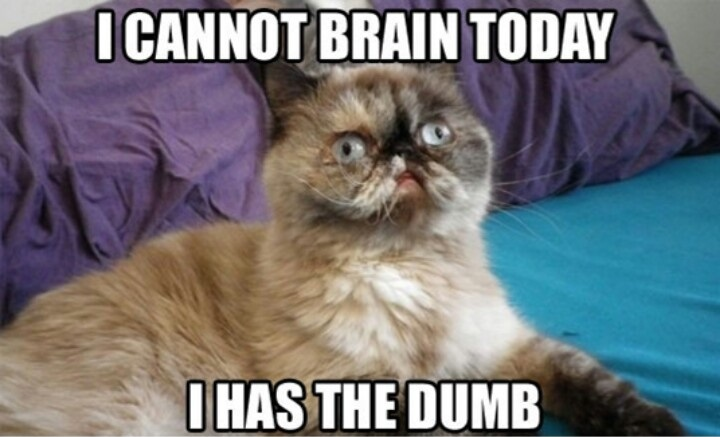 I CANNOT BRAIN TODAY
I HAS THE DUMB